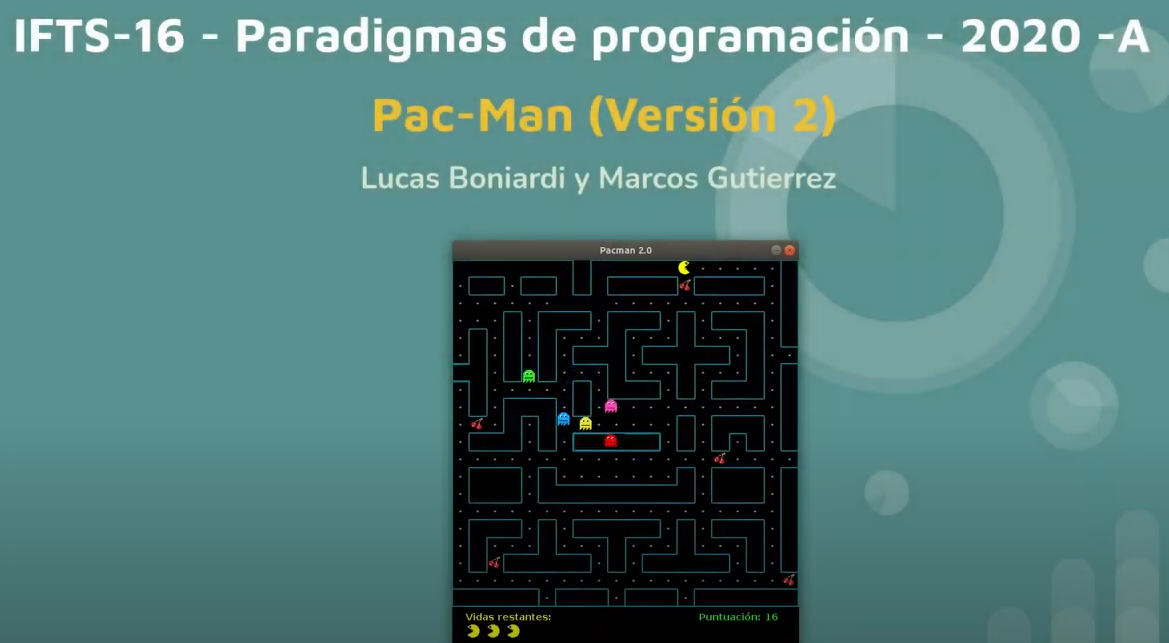 IFTS-16 - Paradigmas de programación - 2020 -A
Pac-Man (Versión 2)
Lucas Boniardi y Marcos Gutierrez
Pacman 2.0
Vidas restantes:
Puntuación: 16